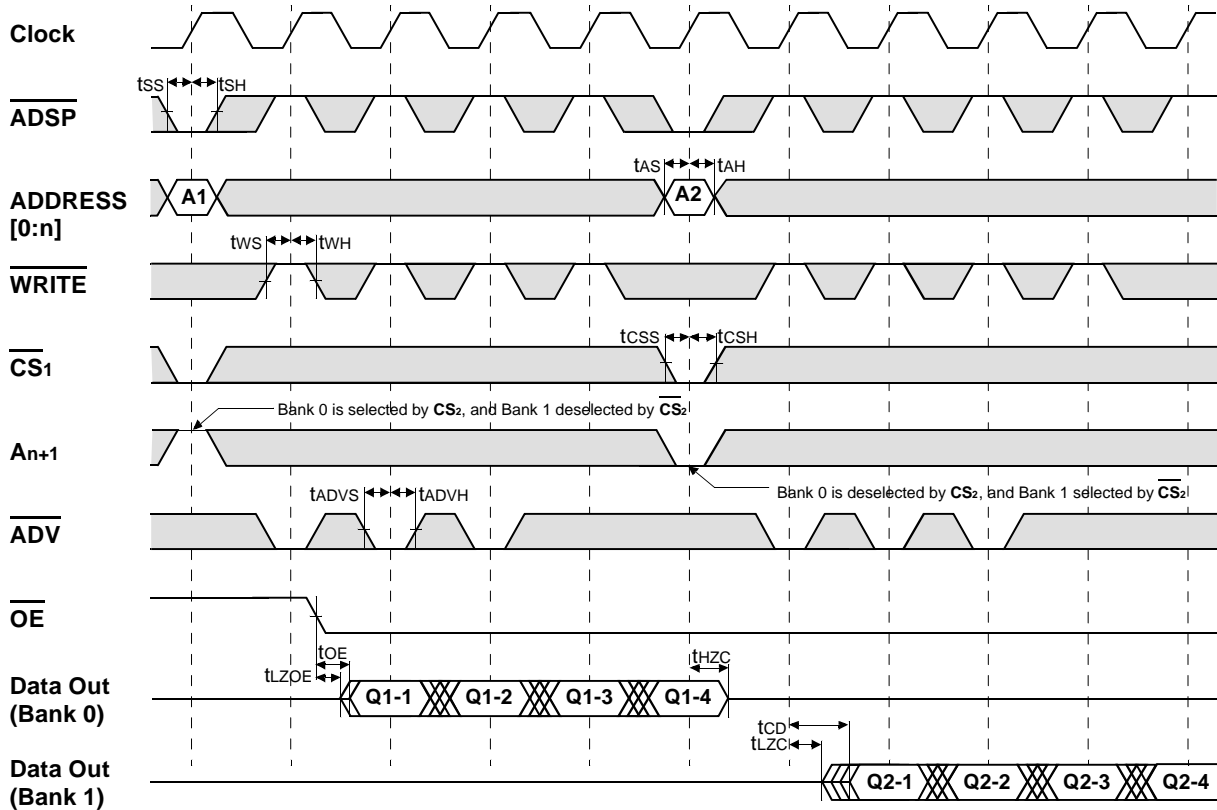 Clock
tSS tSH
ADSP
tAS tAH
ADDRESS
[0:n]
A1 A2
tWS tWH
WRITE
tCSS tCSH
CS1
Bank 0 is selected by CS2, and Bank 1 deselected by CS2
An+1
Bank 0 is deselected by CS2, and Bank 1 selected by CS2
tADVS tADVH
ADV
OE
tOE
tLZOE
tHZC
Data Out
(Bank 0)
Q1-1 Q1-2 Q1-3 Q1-4
tCD
tLZC
Data Out
(Bank 1)
Q2-1 Q2-2 Q2-3 Q2-4